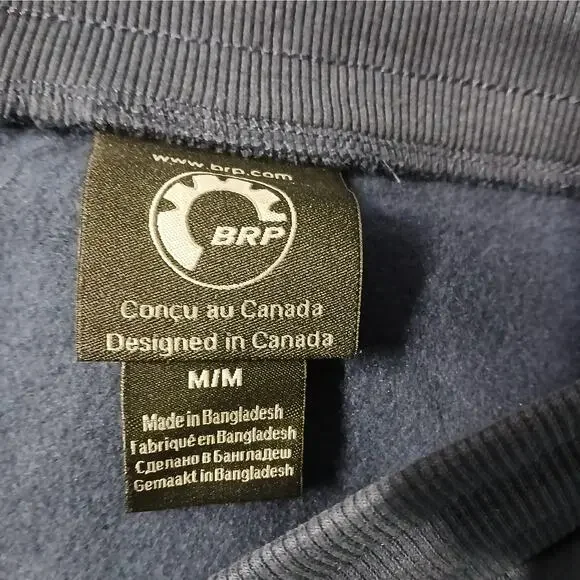 www.brp.com
BRP
Conçu au Canada
Designed in Canada
M/M
Made in Bangladesh
Fabriqué en Bangladesh
Сделано в Бангладеш
Gemaakt in Bangladesh